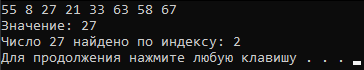 55 8 27 21 33 63 58 67
Значение: 27
Число 27 найдено по индексу: 2
Для продолжения нажмите любую клавишу . . .